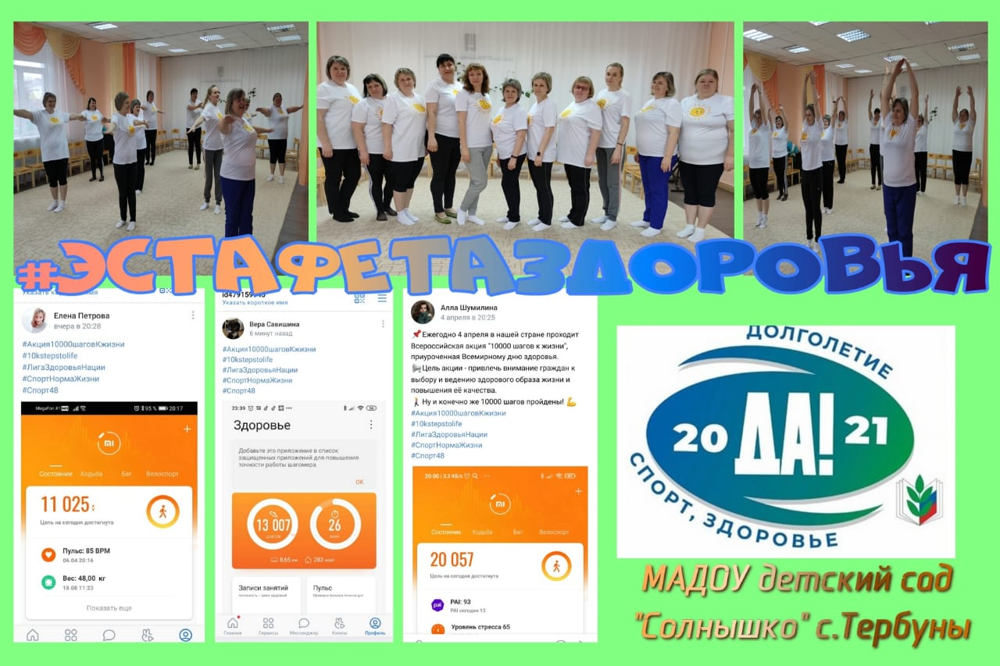 #ЭСТАФЕТАЗДОРОВЬЯ
Указать короткое имя
Елена Петрова
вчера в 20:28
#Акция10000шаговКжизни
#10kstepstolife
#ЛигаЗдоровьяНации
#СпортНормаЖизни
#Спорт48
MegaFon #1
95 %
20:17
Состояние Ходьба Бег Велоспорт
11 025
Цель на сегодня достигнута
Пульс: 85 BPM
06.04 20:16
Вес: 48,00 кг
18.08 11:23
Показать еще
Указать короткое имя
Вера Савишина
6 минут назад
#Акция10000шаговКжизни
#10kstepstolife
#ЛигаЗдоровьяНации
#СпортНормаЖизни
#Спорт48
23:39
Здоровье
Добавьте это приложение в список
защищенных приложений для повышения
точности работы шагомера.
ОК
13 007
шагов
26
мин
8,65 км 283 ккал
Записи занятий
Пульс
Главная Сервисы Мессенджер Клипы Профиль
Алла Шумилина
4 апреля в 20:25
Ежегодно 4 апреля в нашей стране проходит
Всероссийская акция "10000 шагов к жизни",
приуроченная Всемирному дню здоровья.
Цель акции - привлечь внимание граждан к
выбору и ведению здорового образа жизни и
повышения её качества.
Ну и конечно же 10000 шагов пройдены!
#Акция10000шаговКжизни
#10kstepstolife
#ЛигаЗдоровьяНации
#СпортНормаЖизни
#Спорт48
20:00 | 3,3 КБ/с
Состояние Ходьба Бег Велоспорт
20 057
Цель на сегодня достигнута
PAI: 93
PAI сегодня 13
Уровень стресса 65
ДОЛГОЛЕТИЕ
20 ДА! 21
СПОРТ, ЗДОРОВЬЕ
МАДОУ детский сад
"Солнышко" с.Тербуны